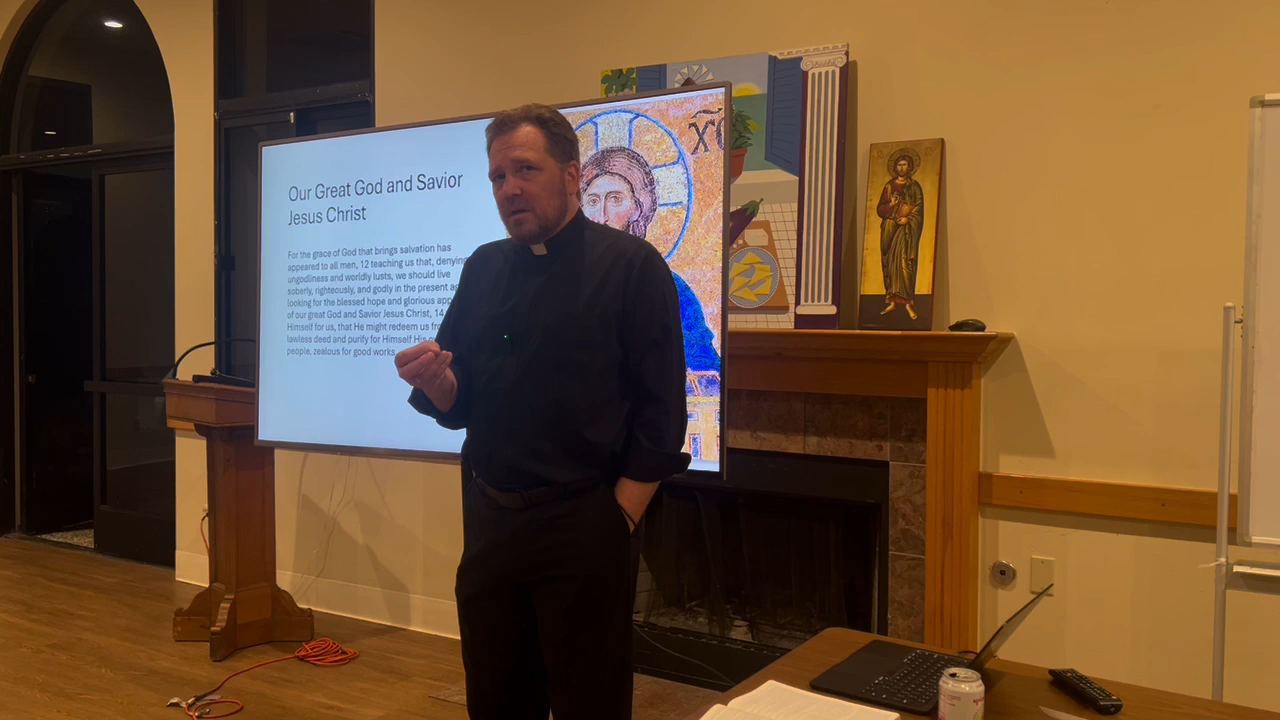 Our Great God and Savior
Jesus Christ
For the grace of God that brings salvation has
appeared to all men, 12 teaching us that, denying
ungodliness and worldly lusts, we should live
soberly, righteously, and godly in the present
looking for the blessed hope and glorious
of our great God and Savior Jesus Christ, 14
Himself for us, that He might redeem us
lawless deed and purify for Himself His
people, zealous for good works.